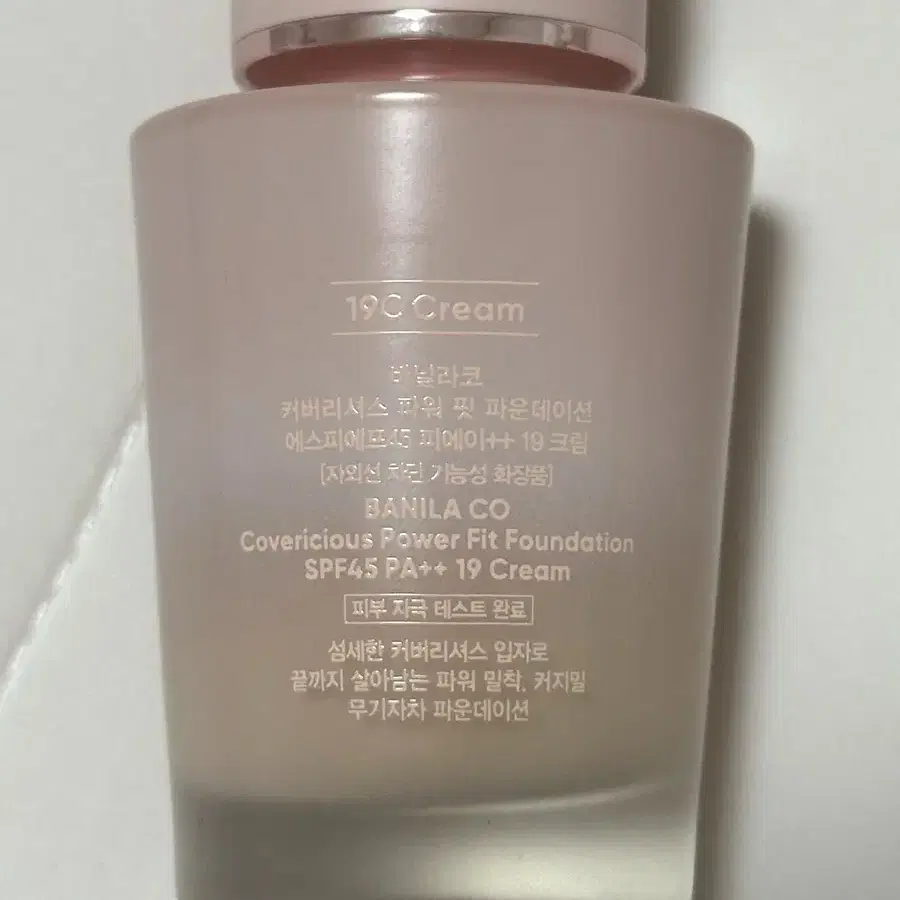 19C Cream
바닐라코
커버리셔스 파워 핏 파운데이션
에스피에프45 피에이++ 19 크림
[자외선 차단 기능성 화장품]
BANILA CO
Covericious Power Fit Foundation
SPF45 PA++ 19 Cream
피부 자극 테스트 완료
섬세한 커버리셔스 입자로
끝까지 살아남는 파워 밀착, 커지밀
무기자차 파운데이션